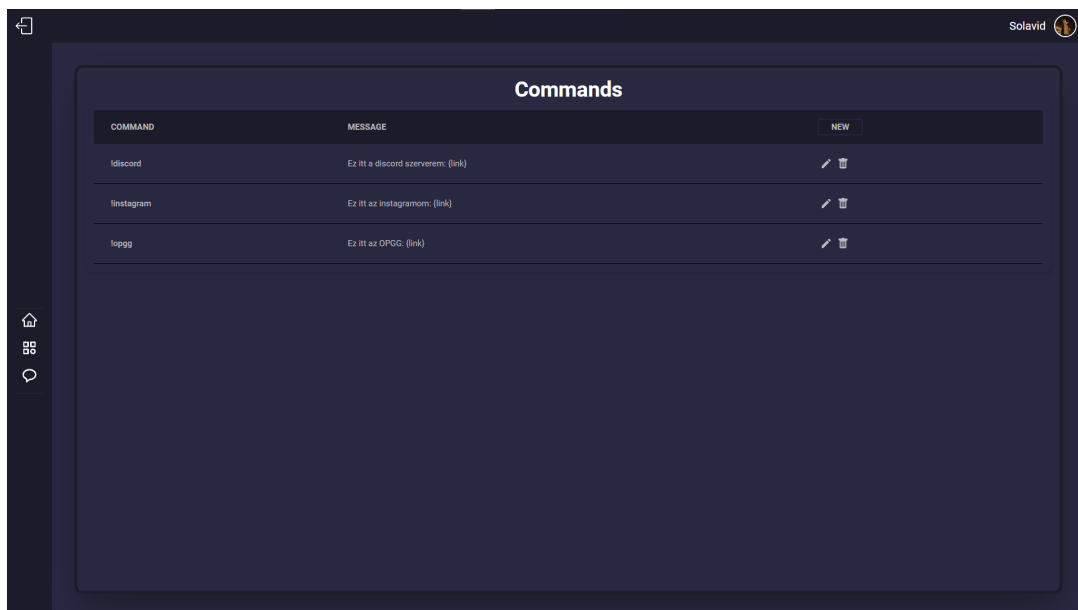 Solavid
Commands
COMMAND MESSAGE NEW
!discord Ez itt a discord szerverem: {link}
!instagram Ez itt az instagramom: {link}
!opgg Ez itt az OPGG: {link}